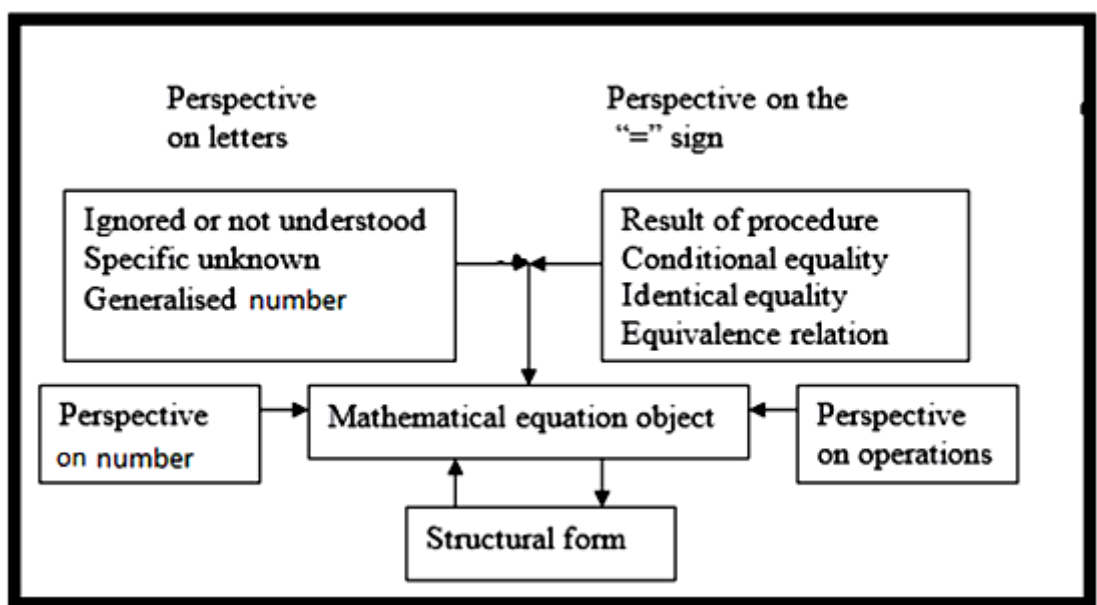 Perspective
on letters
Perspective on the
“=” sign
Ignored or not understood
Specific unknown
Generalised number
Result of procedure
Conditional equality
Identical equality
Equivalence relation
Perspective
on number
Mathematical equation object
Perspective
on operations
Structural form